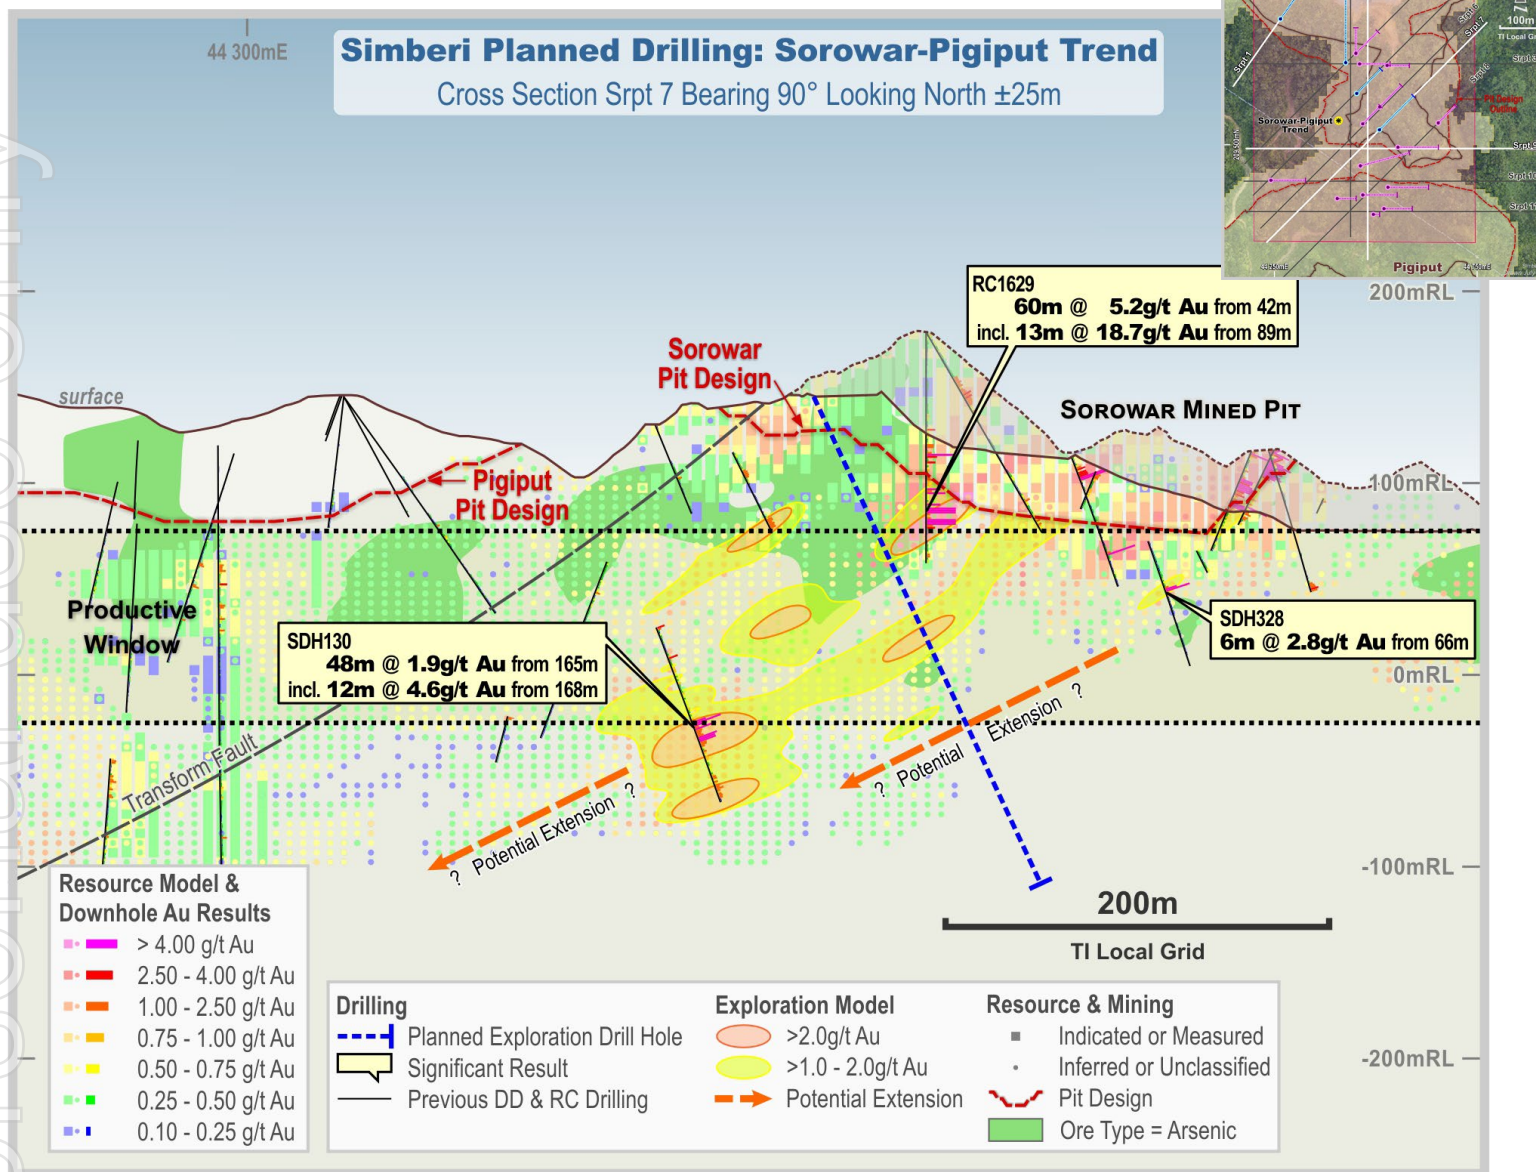 44 300mE
Simberi Planned Drilling: Sorowar-Pigiput Trend
Cross Section Srpt 7 Bearing 90° Looking North ±25m
Srpt 1
Srpt 7
100m
Sorowar-Pigiput
Trend
Pit Design
Outline
Pigiput
200mRL
RC1629
60m @ 5.2g/t Au from 42m
incl. 13m @ 18.7g/t Au from 89m
surface
Sorowar
Pit Design
SOROWAR MINED PIT
Pigiput
Pit Design
100mRL
Productive
Window
SDH130
48m @ 1.9g/t Au from 165m
incl. 12m @ 4.6g/t Au from 168m
SDH328
6m @ 2.8g/t Au from 66m
0mRL
? Potential Extension ?
Transform Fault
? Potential Extension ?
-100mRL
200m
TI Local Grid
-200mRL
Resource Model &
Downhole Au Results
> 4.00 g/t Au
2.50 - 4.00 g/t Au
1.00 - 2.50 g/t Au
0.75 - 1.00 g/t Au
0.50 - 0.75 g/t Au
0.25 - 0.50 g/t Au
0.10 - 0.25 g/t Au
Drilling
Planned Exploration Drill Hole
Significant Result
Previous DD & RC Drilling
Exploration Model
>2.0g/t Au
>1.0 - 2.0g/t Au
Potential Extension
Resource & Mining
Indicated or Measured
Inferred or Unclassified
Pit Design
Ore Type = Arsenic